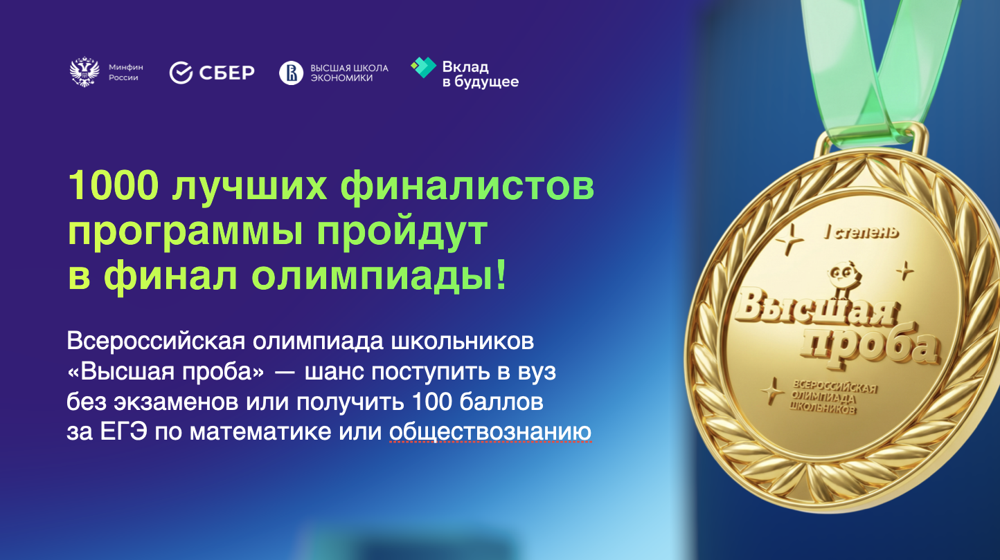 Минфин
России
СБЕР
ВЫСШАЯ ШКОЛА
ЭКОНОМИКИ
Вклад
в будущее
1000 лучших финалистов
программы пройдут
в финал олимпиады!
Всероссийская олимпиада школьников
«Высшая проба» — шанс поступить в вуз
без экзаменов или получить 100 баллов
за ЕГЭ по математике или обществознанию
I степень
Высшая
проба
ВСЕРОССИЙСКАЯ
ОЛИМПИАДА
ШКОЛЬНИКОВ